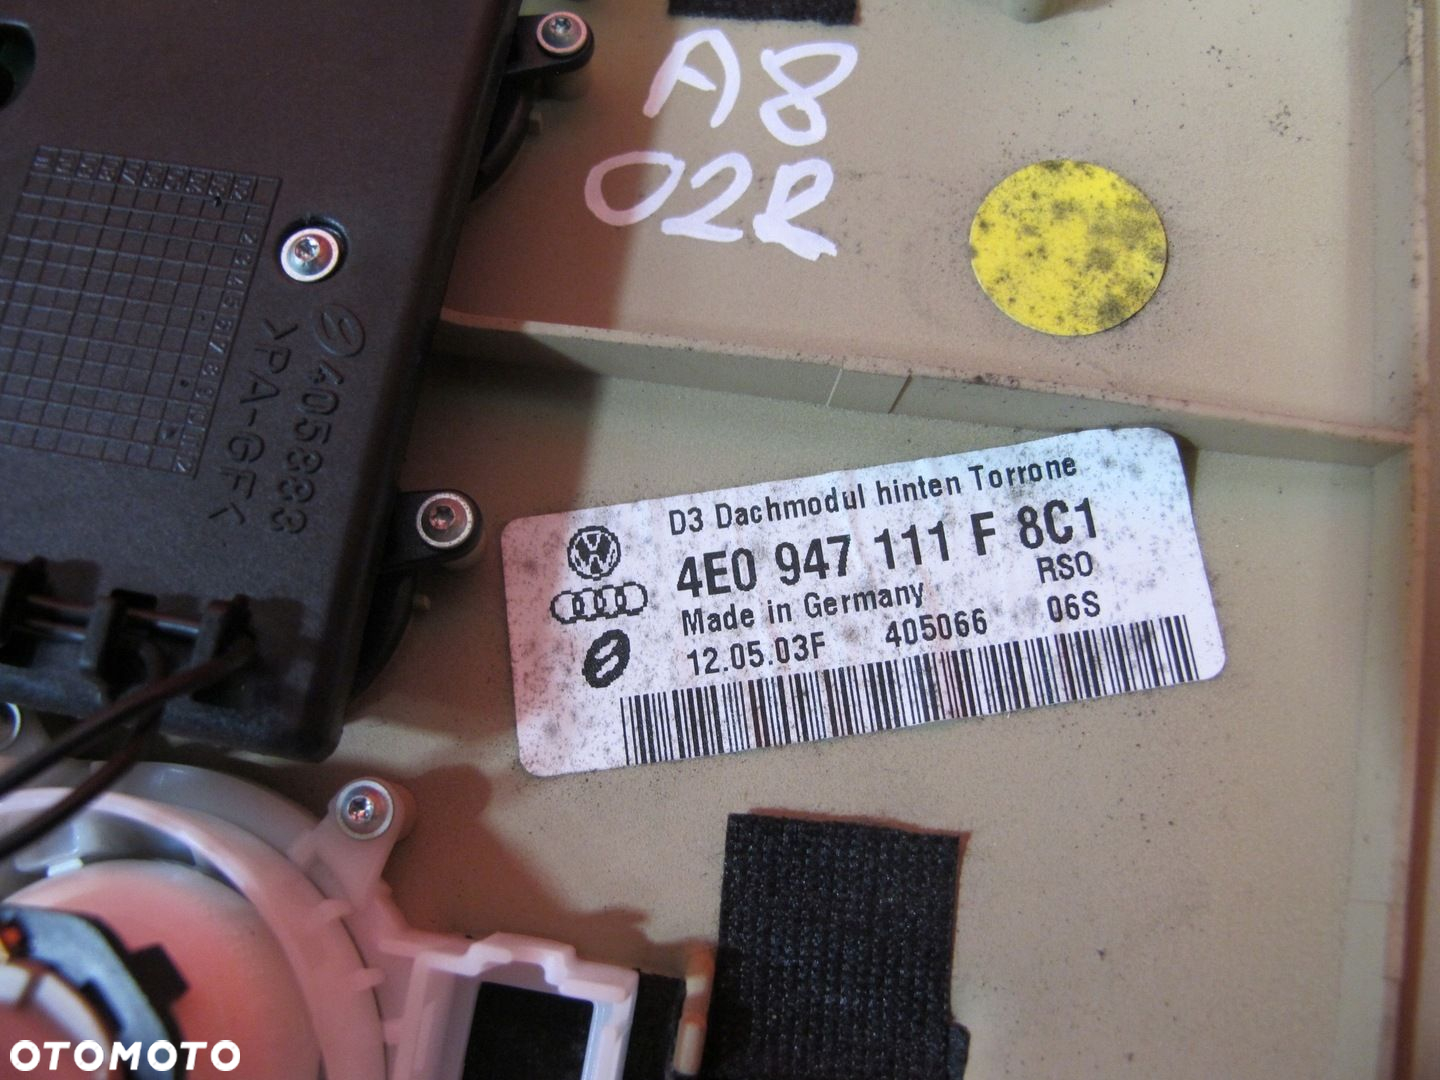 A8
02R
405883
>PA-GF<
D3 Dachmodul hinten Torrone
4E0 947 111 F 8C1
Made in Germany RSO
12.05.03F 405066 06S
OTOMOTO